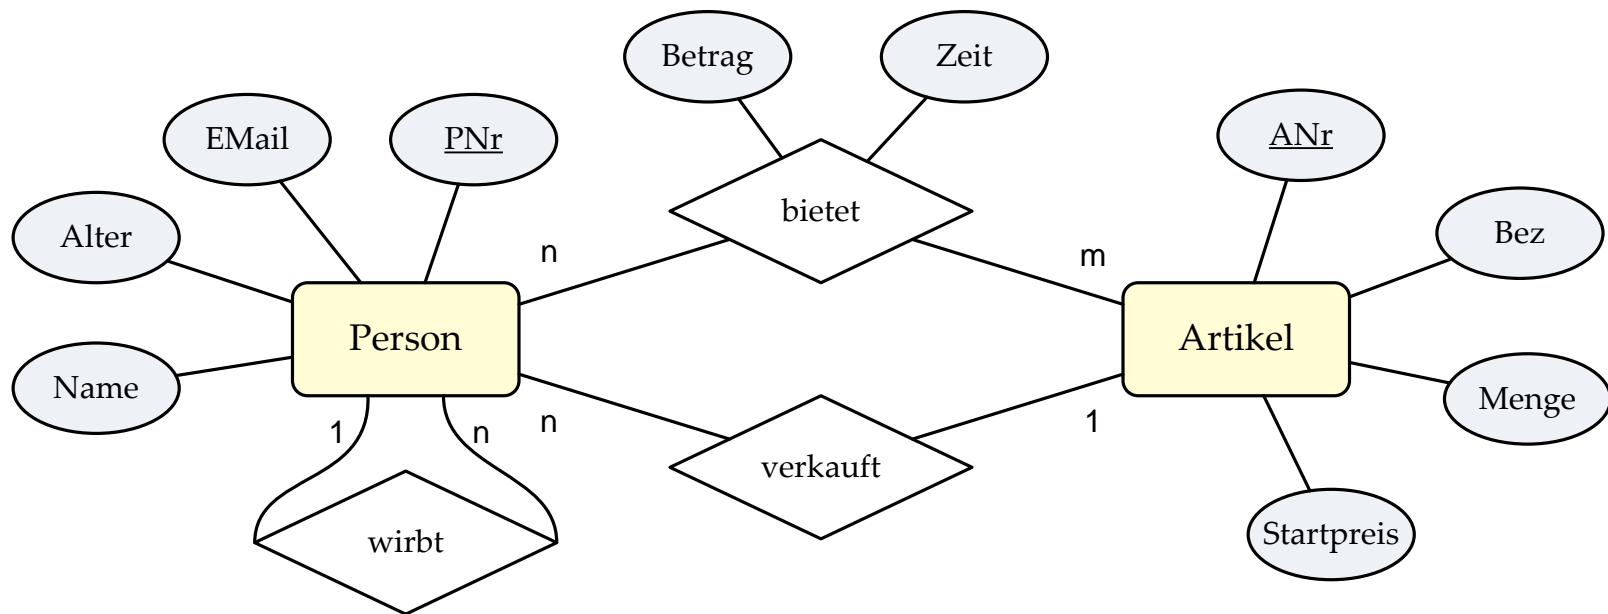 Betrag
Zeit
EMail
PNr
ANr
bietet
Alter
Bez
n
m
Person
Artikel
Name
Menge
1
n
n
1
verkauft
wirbt
Startpreis